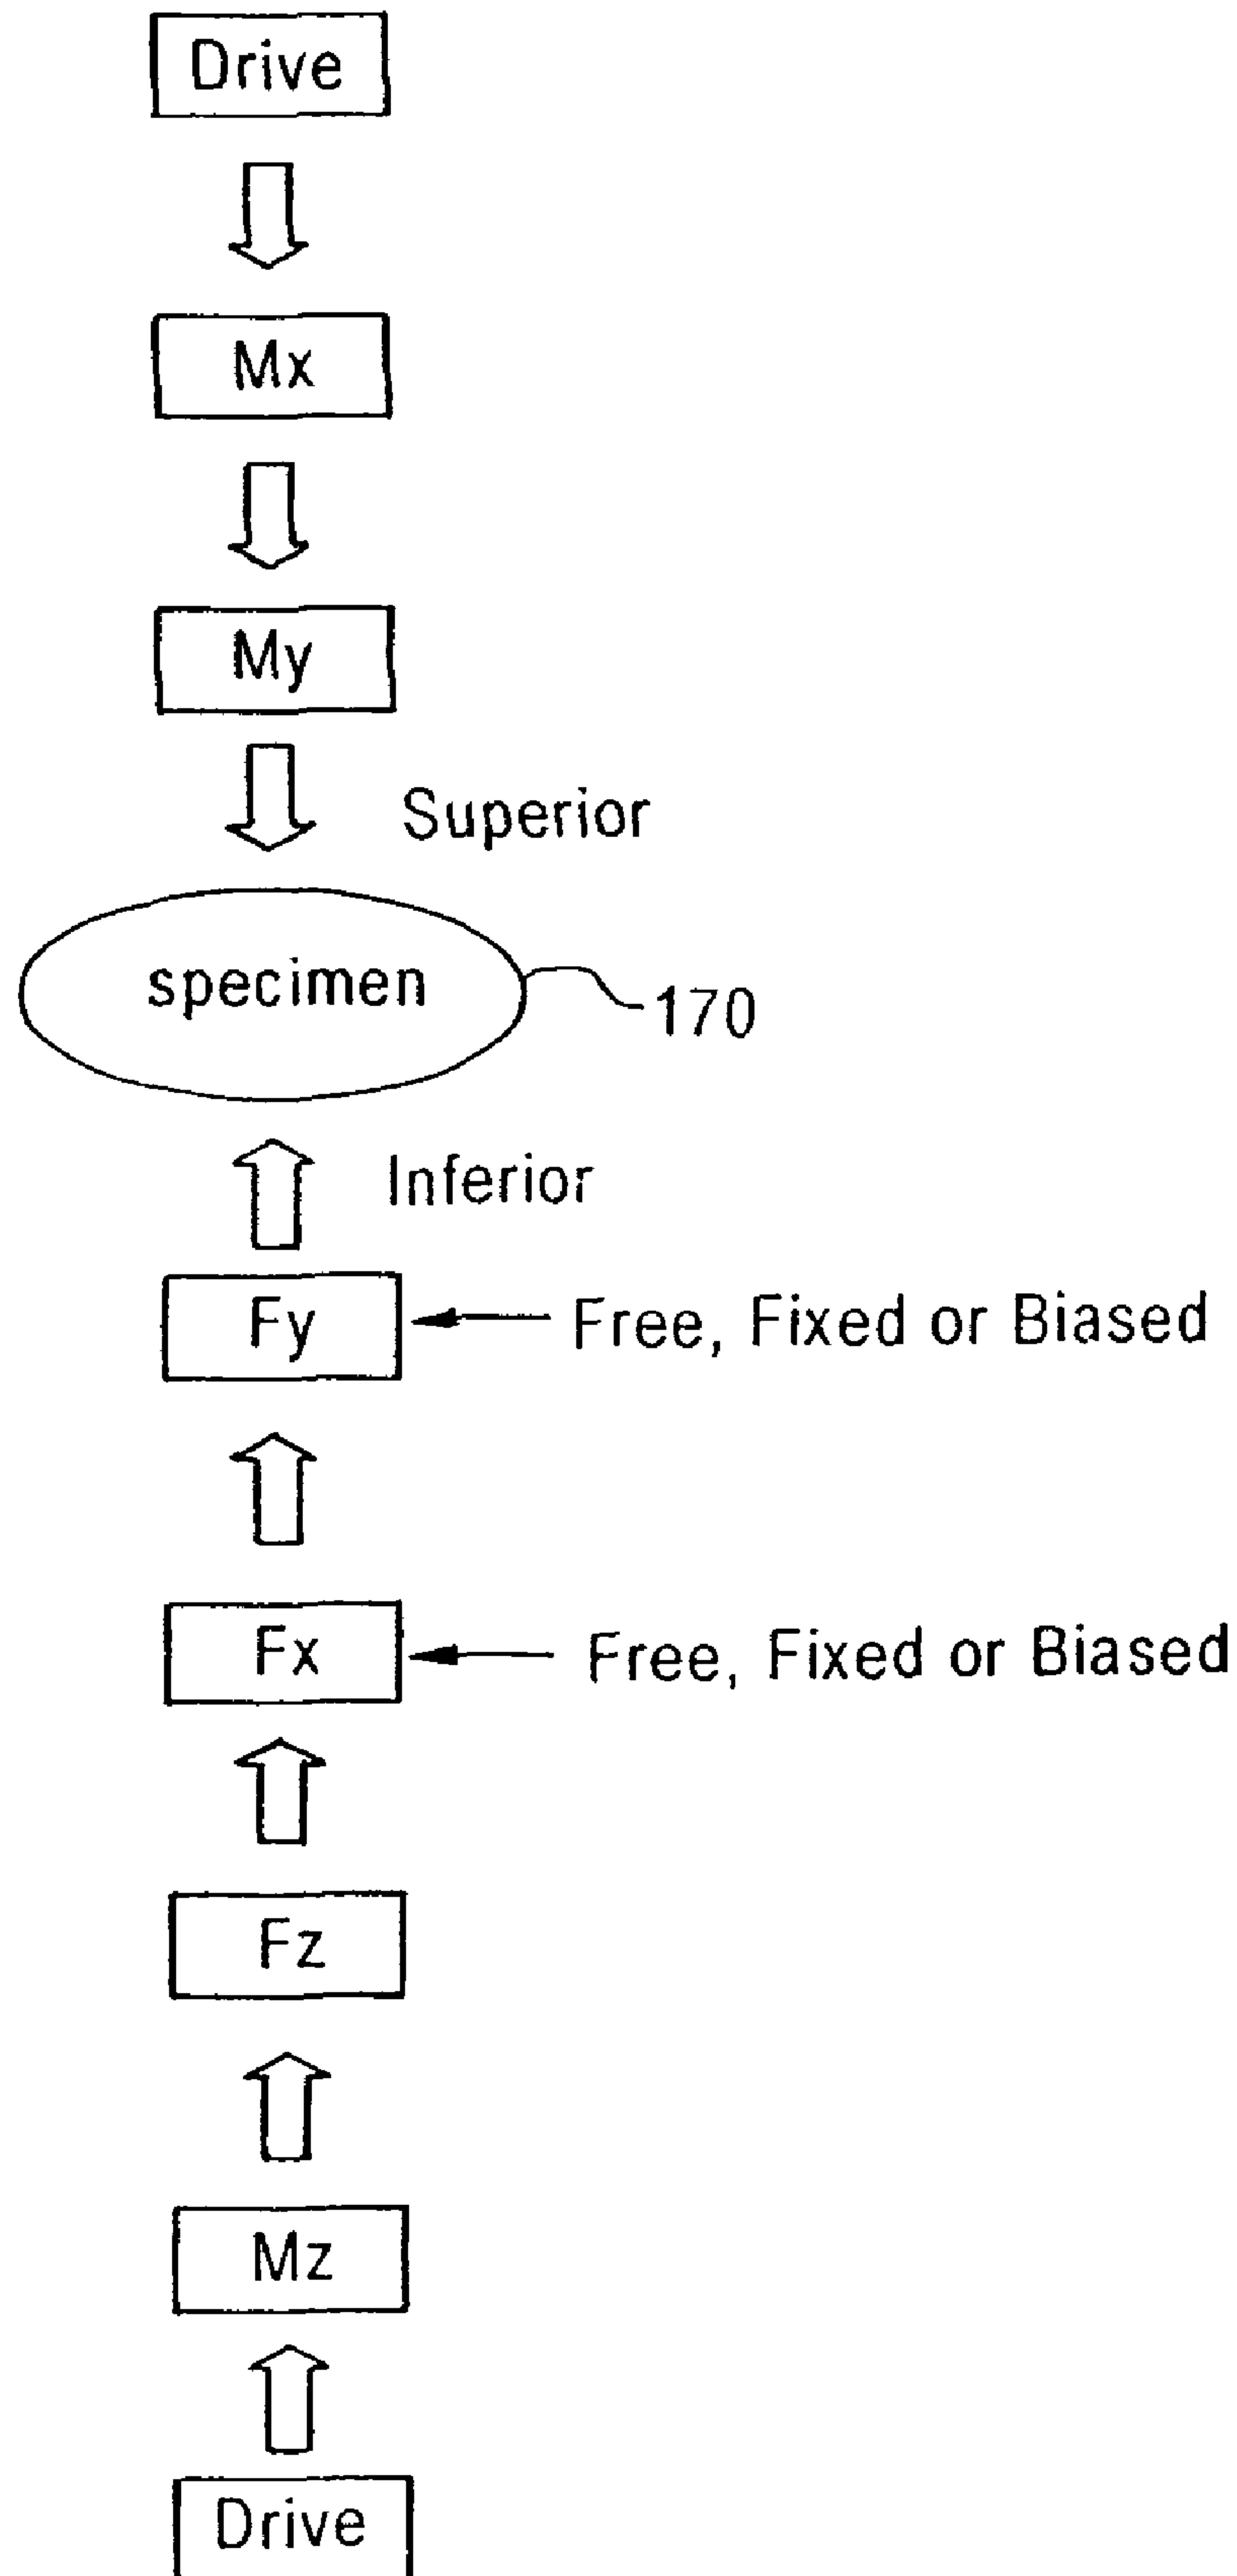 Drive
Mx
My
Superior
specimen
170
Inferior
Fy
Free, Fixed or Biased
Fx
Free, Fixed or Biased
Fz
Mz
Drive